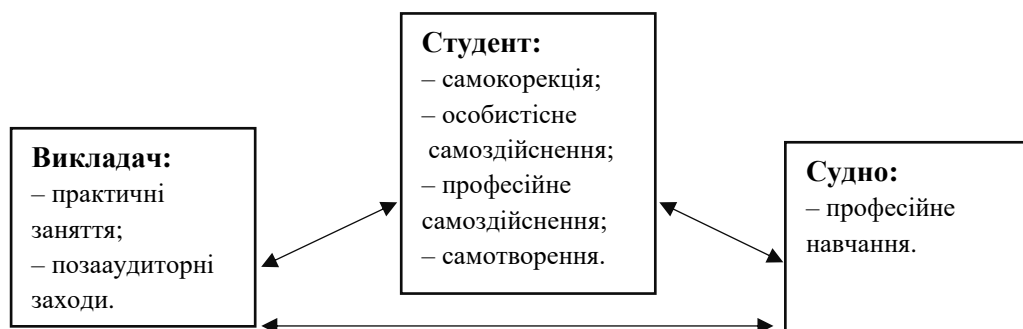 Викладач:
– практичні
заняття;
– позааудиторні
заходи.
Студент:
– самокорекція;
– особистісне
самоздійснення;
– професійне
самоздійснення;
– самотворення.
Судно:
– професійне
навчання.